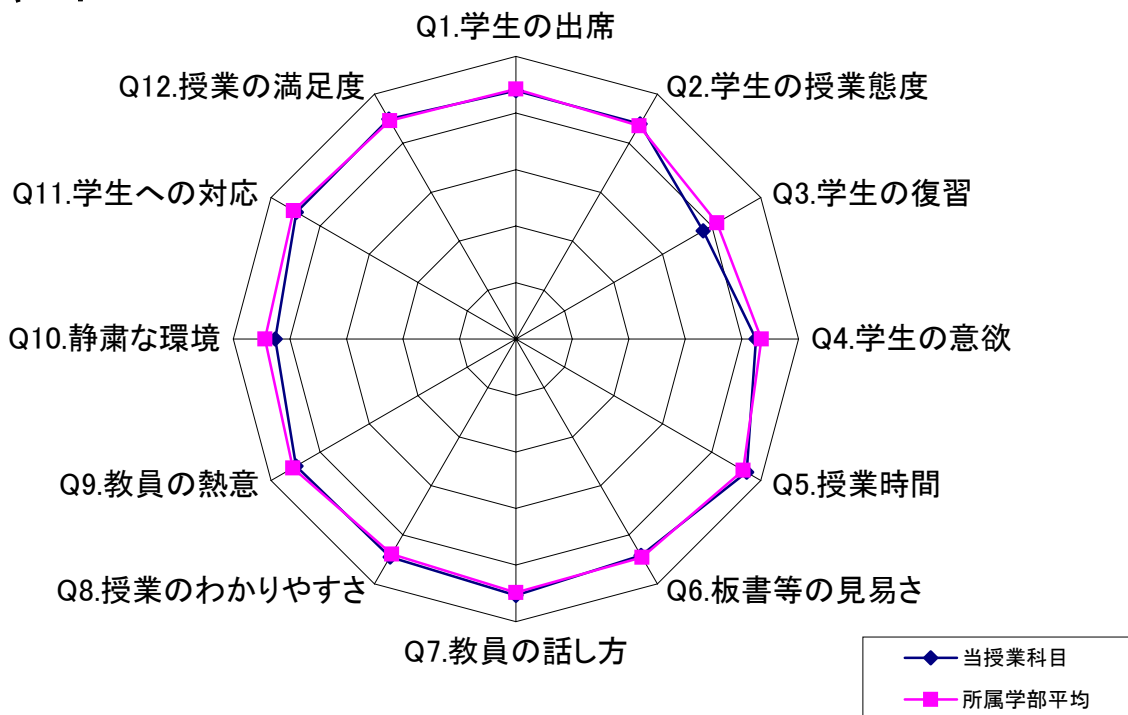 Q1.学生の出席
Q2.学生の授業態度
Q3.学生の復習
Q4.学生の意欲
Q5.授業時間
Q6.板書等の見易さ
Q7.教員の話し方
Q8.授業のわかりやすさ
Q9.教員の熱意
Q10.静粛な環境
Q11.学生への対応
Q12.授業の満足度
当授業科目
所属学部平均